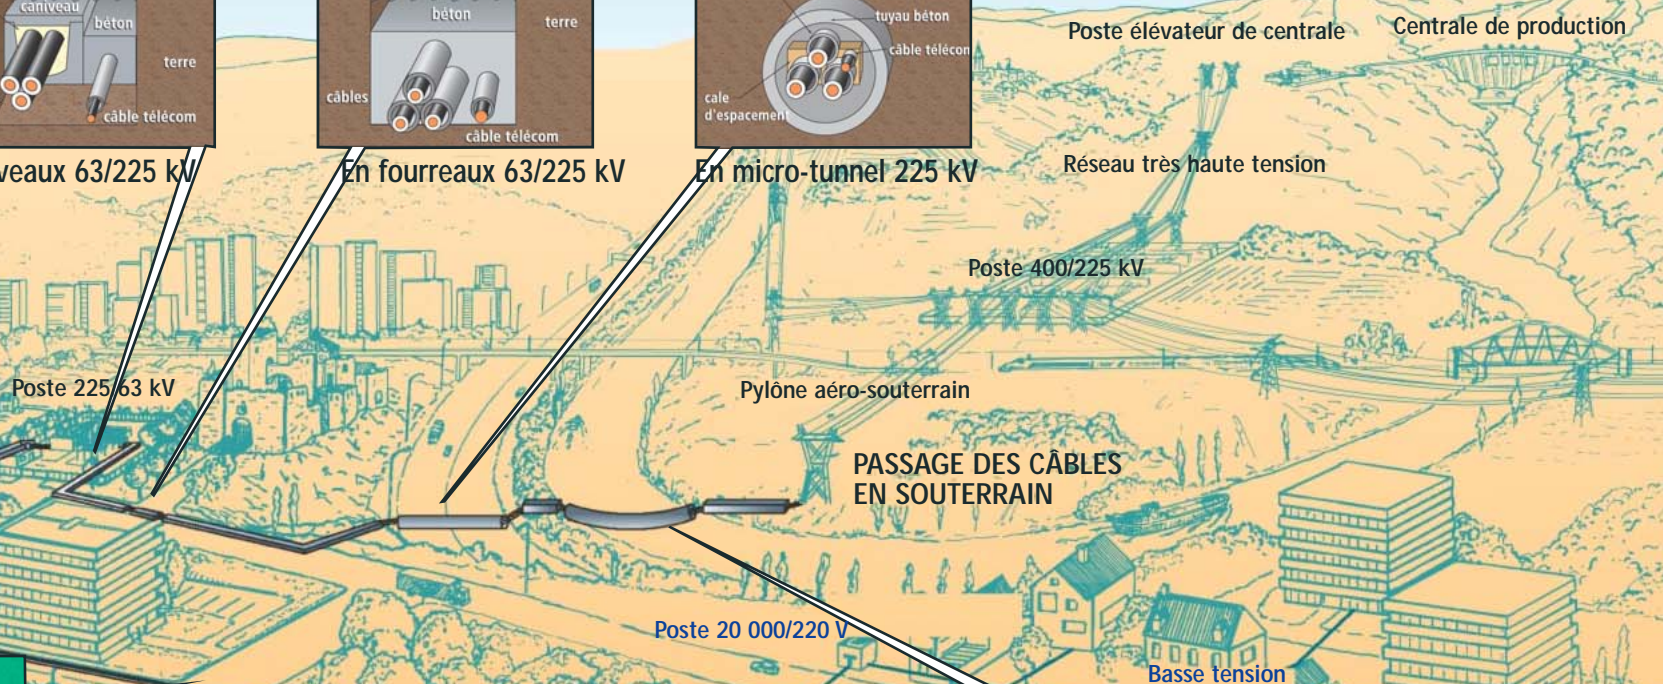 caniveau
béton
terre
câble télécom
veaux 63/225 kV
béton
terre
câbles
câble télécom
En fourreaux 63/225 kV
tuyau béton
câble télécom
cale
d'espacement
En micro-tunnel 225 kV
Poste élévateur de centrale
Centrale de production
Réseau très haute tension
Poste 400/225 kV
Poste 225/63 kV
Pylône aéro-souterrain
PASSAGE DES CÂBLES
EN SOUTERRAIN
Poste 20 000/220 V
Basse tension